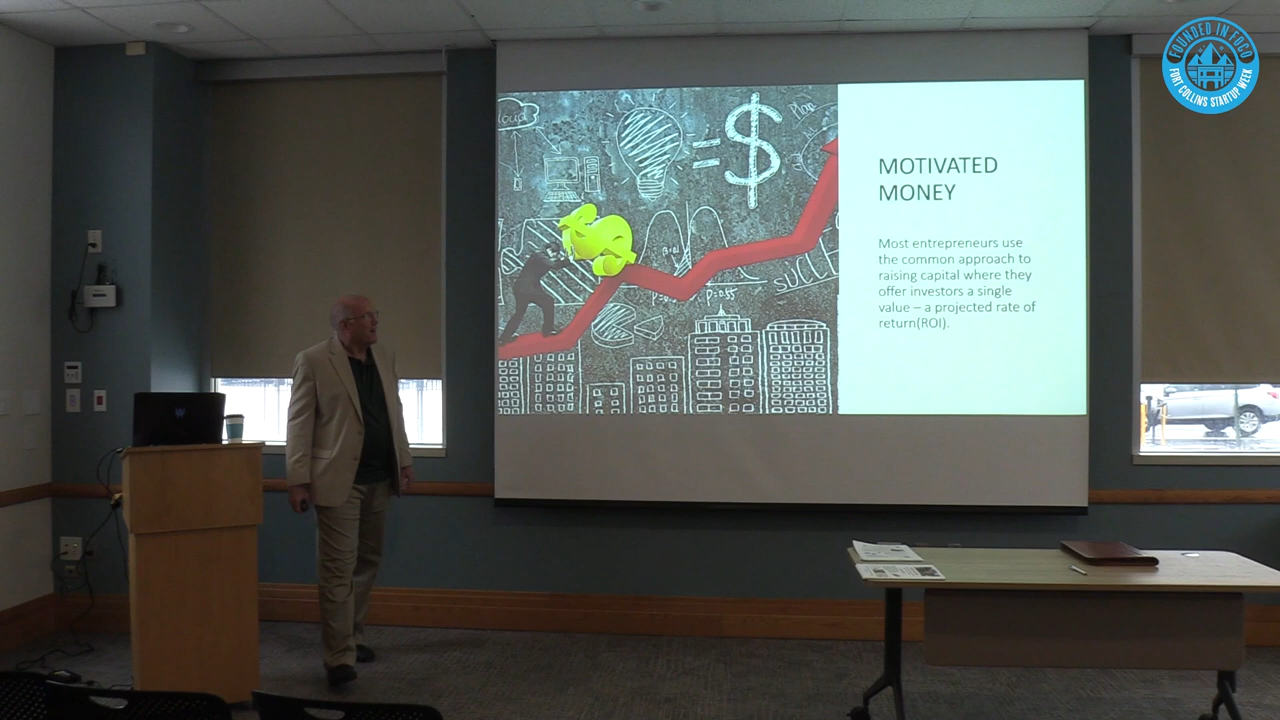 FOUNDED IN FOCO
FORT COLLINS STARTUP WEEK
Plan
=$
MOTIVATED
MONEY
Most entrepreneurs use
the common approach to
raising capital where they
offer investors a single
value – a projected rate of
return(ROI).